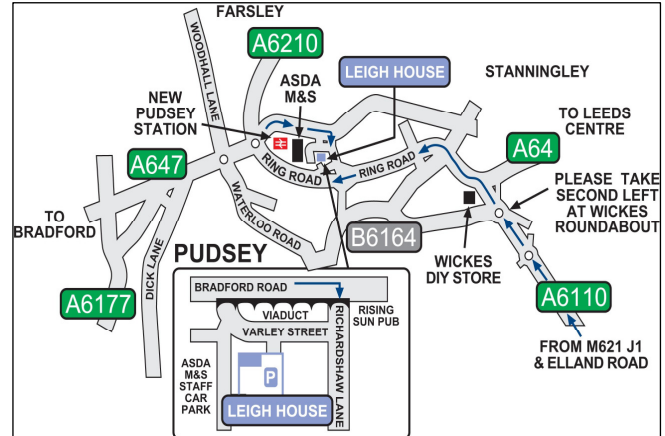 FARSLEY
A6210
WOODHALL LANE
ASDA
M&S
LEIGH HOUSE
STANNINGLEY
NEW
PUDSEY
STATION
TO LEEDS
CENTRE
A647
A64
RING ROAD
RING ROAD
PLEASE TAKE
SECOND LEFT
AT WICKES
ROUNDABOUT
TO
BRADFORD
WATERLOO ROAD
B6164
WICKES
DIY STORE
DICK LANE
A6177
A6110
FROM M621 J1
& ELLAND ROAD
PUDSEY
BRADFORD ROAD
RISING
SUN PUB
VIADUCT
VARLEY STREET
RICHARDSHAW LANE
ASDA
M&S
STAFF
CAR
PARK
P
LEIGH HOUSE